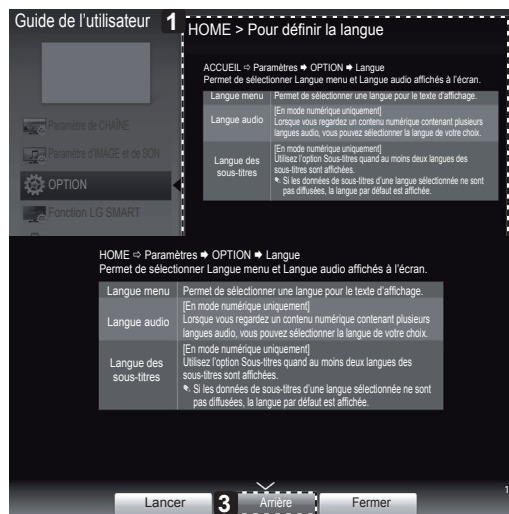 Guide de l'utilisateur
1
HOME > Pour définir la langue
Paramètre de CHAÎNE
Paramètre d'IMAGE et de SON
OPTION
Fonction LG SMART
ACCUEIL ⇨ Paramètres ➡ OPTION ➡ Langue
Permet de sélectionner Langue menu et Langue audio affichés à l'écran.
Langue menu Permet de sélectionner une langue pour le texte d'affichage.
Langue audio
[En mode numérique uniquement]
Lorsque vous regardez un contenu numérique contenant plusieurs
langues audio, vous pouvez sélectionner la langue de votre choix.
Langue des
sous-titres
[En mode numérique uniquement]
Utilisez l'option Sous-titres quand au moins deux langues des
sous-titres sont affichées.
Si les données de sous-titres d'une langue sélectionnée ne sont
pas diffusées, la langue par défaut est affichée.
HOME ⇨ Paramètres ➡ OPTION ➡ Langue
Permet de sélectionner Langue menu et Langue audio affichés à l'écran.
Langue menu Permet de sélectionner une langue pour le texte d'affichage.
Langue audio
[En mode numérique uniquement]
Lorsque vous regardez un contenu numérique contenant plusieurs
langues audio, vous pouvez sélectionner la langue de votre choix.
Langue des
sous-titres
[En mode numérique uniquement]
Utilisez l'option Sous-titres quand au moins deux langues des
sous-titres sont affichées.
Si les données de sous-titres d'une langue sélectionnée ne sont
pas diffusées, la langue par défaut est affichée.
1
Lancer 3 Arrière Fermer